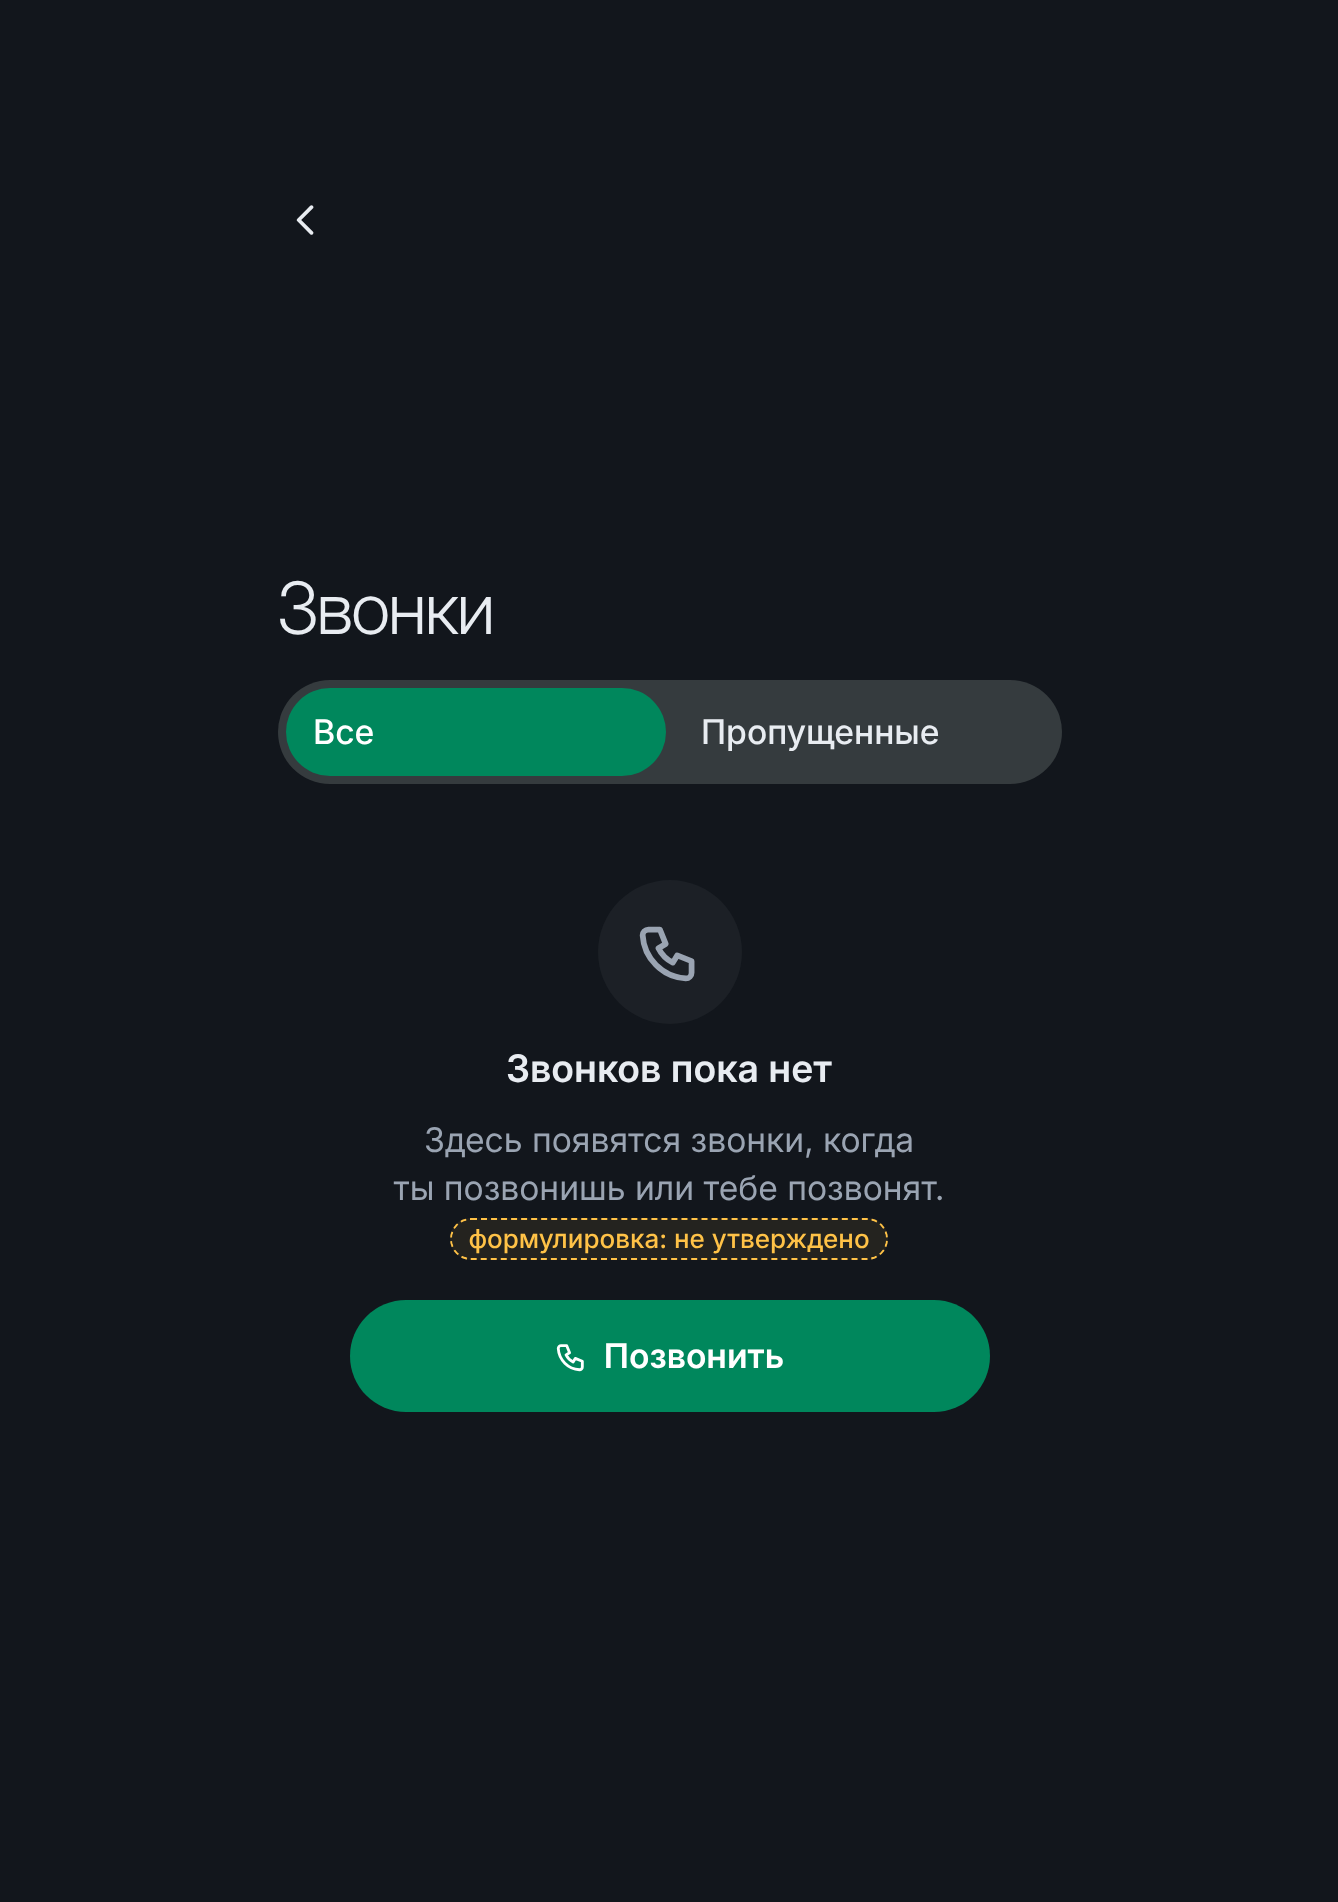 Звонки
Все
Пропущенные
Звонков пока нет
Здесь появятся звонки, когда
ты позвонишь или тебе позвонят.
формулировка: не утверждено
Позвонить